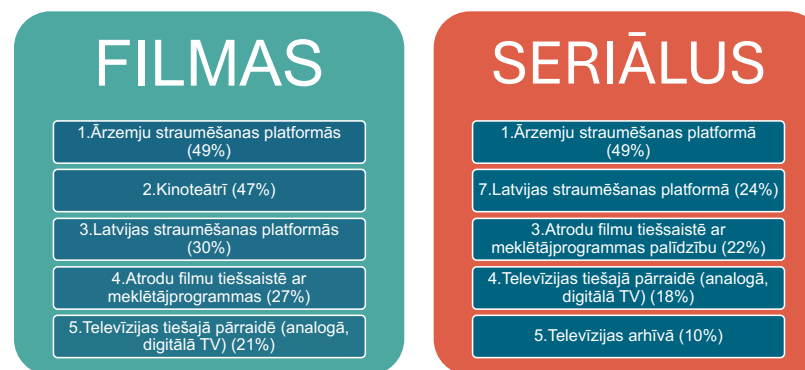 FILMAS
1.Ārzemju straumēšanas platformās
(49%)
2.Kinoteātrī (47%)
3.Latvijas straumēšanas platformās
(30%)
4.Atrodu filmu tiešsaistē ar
meklētājprogrammas (27%)
5.Televīzijas tiešajā pārraidē (analogā,
digitālā TV) (21%)
SERIĀLUS
1.Ārzemju straumēšanas platformā
(49%)
7.Latvijas straumēšanas platformā (24%)
3.Atrodu filmu tiešsaistē ar
meklētājprogrammas palīdzību (22%)
4.Televīzijas tiešajā pārraidē (analogā,
digitālā TV) (18%)
5.Televīzijas arhīvā (10%)